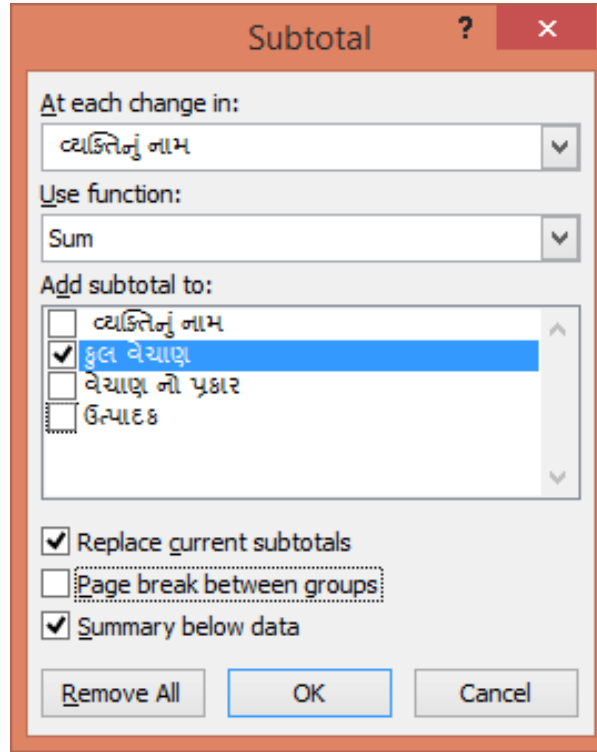 Subtotal ? ×
At each change in:
વ્યક્તિનું નામ
Use function:
Sum
Add subtotal to:
વ્યક્તિનું નામ
કુલ વેચાણ
વેચાણ નો પ્રકાર
ઉત્પાદક
Replace current subtotals
Page break between groups
Summary below data
Remove All OK Cancel